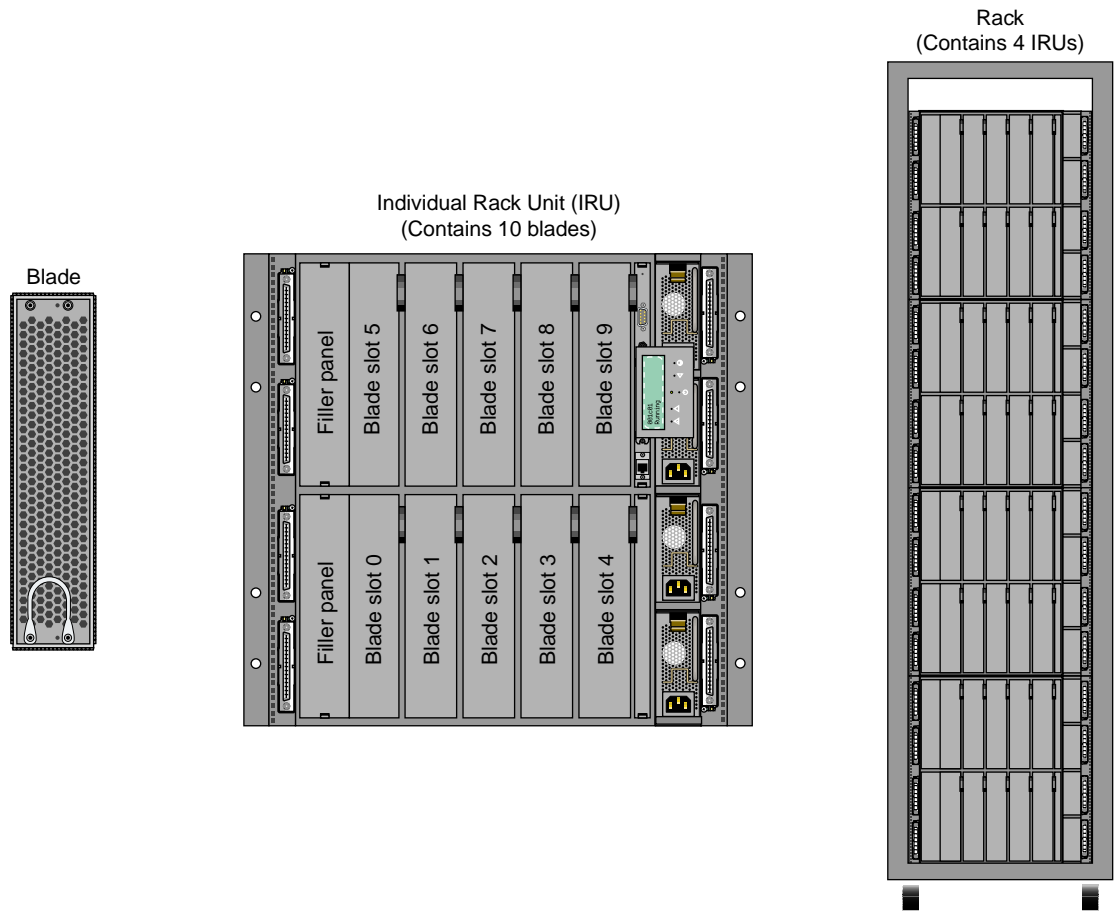 Rack
(Contains 4 IRUs)
Individual Rack Unit (IRU)
(Contains 10 blades)
Blade
Filler panel
Blade slot 5
Blade slot 6
Blade slot 7
Blade slot 8
Blade slot 9
001c01
Running
Filler panel
Blade slot 0
Blade slot 1
Blade slot 2
Blade slot 3
Blade slot 4